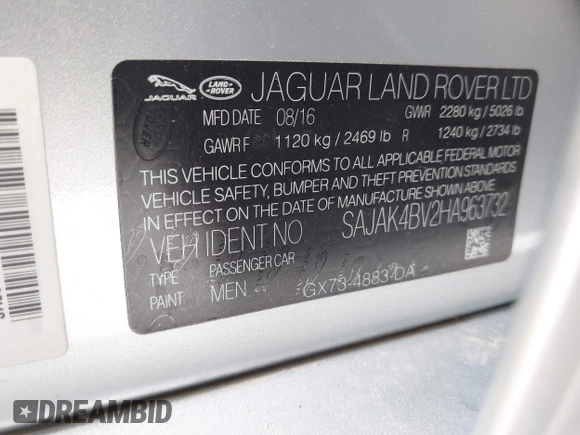 JAGUAR LAND-ROVER JAGUAR LAND ROVER LTD
MFD DATE 08/16 GVWR 2280 kg / 5026 lb
GAWR F 1120 kg / 2469 lb R 1240 kg / 2734 lb
THIS VEHICLE CONFORMS TO ALL APPLICABLE FEDERAL MOTOR
VEHICLE SAFETY, BUMPER AND THEFT PREVENTION STANDARDS
IN EFFECT ON THE DATE OF MANUFACTURE SHOWN ABOVE
VEH IDENT NO SAJAK4BV2HA963732
TYPE PASSENGER CAR
MEN GX73-4883-DA
DREAMBID